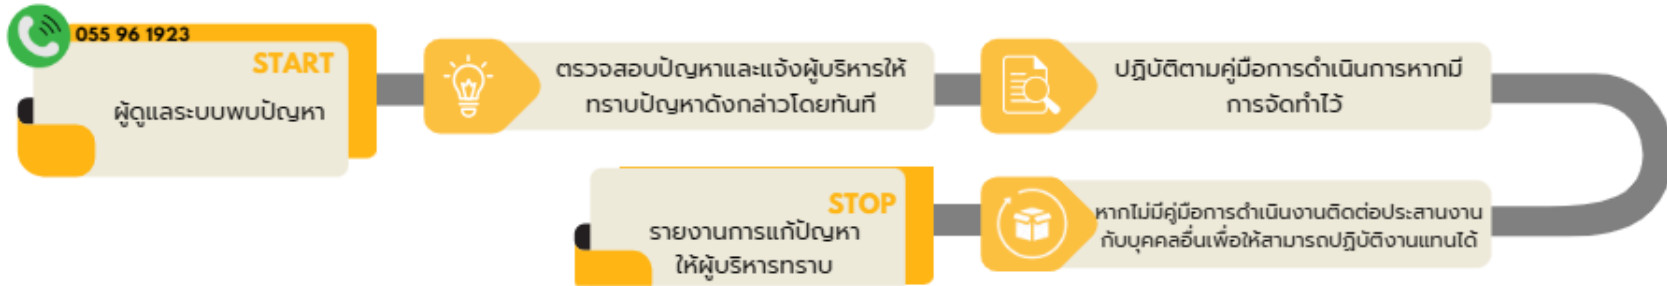 055 96 1923
START
ผู้ดูแลระบบพบปัญหา
ตรวจสอบปัญหาและแจ้งผู้บริหารให้
ทราบปัญหาดังกล่าวโดยทันที
ปฏิบัติตามคู่มือการดำเนินการหากมี
การจัดทำไว้
หากไม่มีคู่มือการดำเนินงานติดต่อประสานงาน
กับบุคคลอื่นเพื่อให้สามารถปฏิบัติงานแทนได้
STOP
รายงานการแก้ปัญหา
ให้ผู้บริหารทราบ